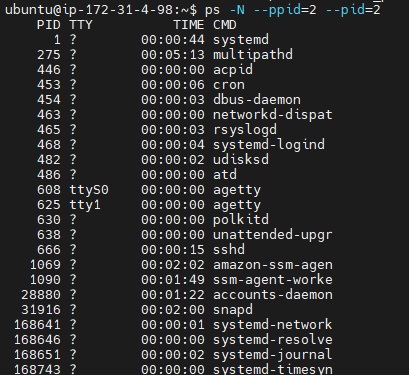 ubuntu@ip-172-31-4-98:~$ ps -N --ppid=2 --pid=2
PID TTY TIME CMD
1 ? 00:00:44 systemd
275 ? 00:05:13 multipathd
446 ? 00:00:00 acpid
453 ? 00:00:06 cron
454 ? 00:00:03 dbus-daemon
463 ? 00:00:00 networkd-dispat
465 ? 00:00:03 rsyslogd
468 ? 00:00:04 systemd-logind
482 ? 00:00:02 udisksd
486 ? 00:00:00 atd
608 ttyS0 00:00:00 agetty
625 tty1 00:00:00 agetty
630 ? 00:00:00 polkitd
638 ? 00:00:00 unattended-upgr
666 ? 00:00:15 sshd
1069 ? 00:02:02 amazon-ssm-agen
1090 ? 00:01:49 ssm-agent-worke
28880 ? 00:01:22 accounts-daemon
31916 ? 00:02:00 snapd
168641 ? 00:00:01 systemd-network
168646 ? 00:00:00 systemd-resolve
168651 ? 00:00:02 systemd-journal
168743 ? 00:00:00 systemd-timesyn